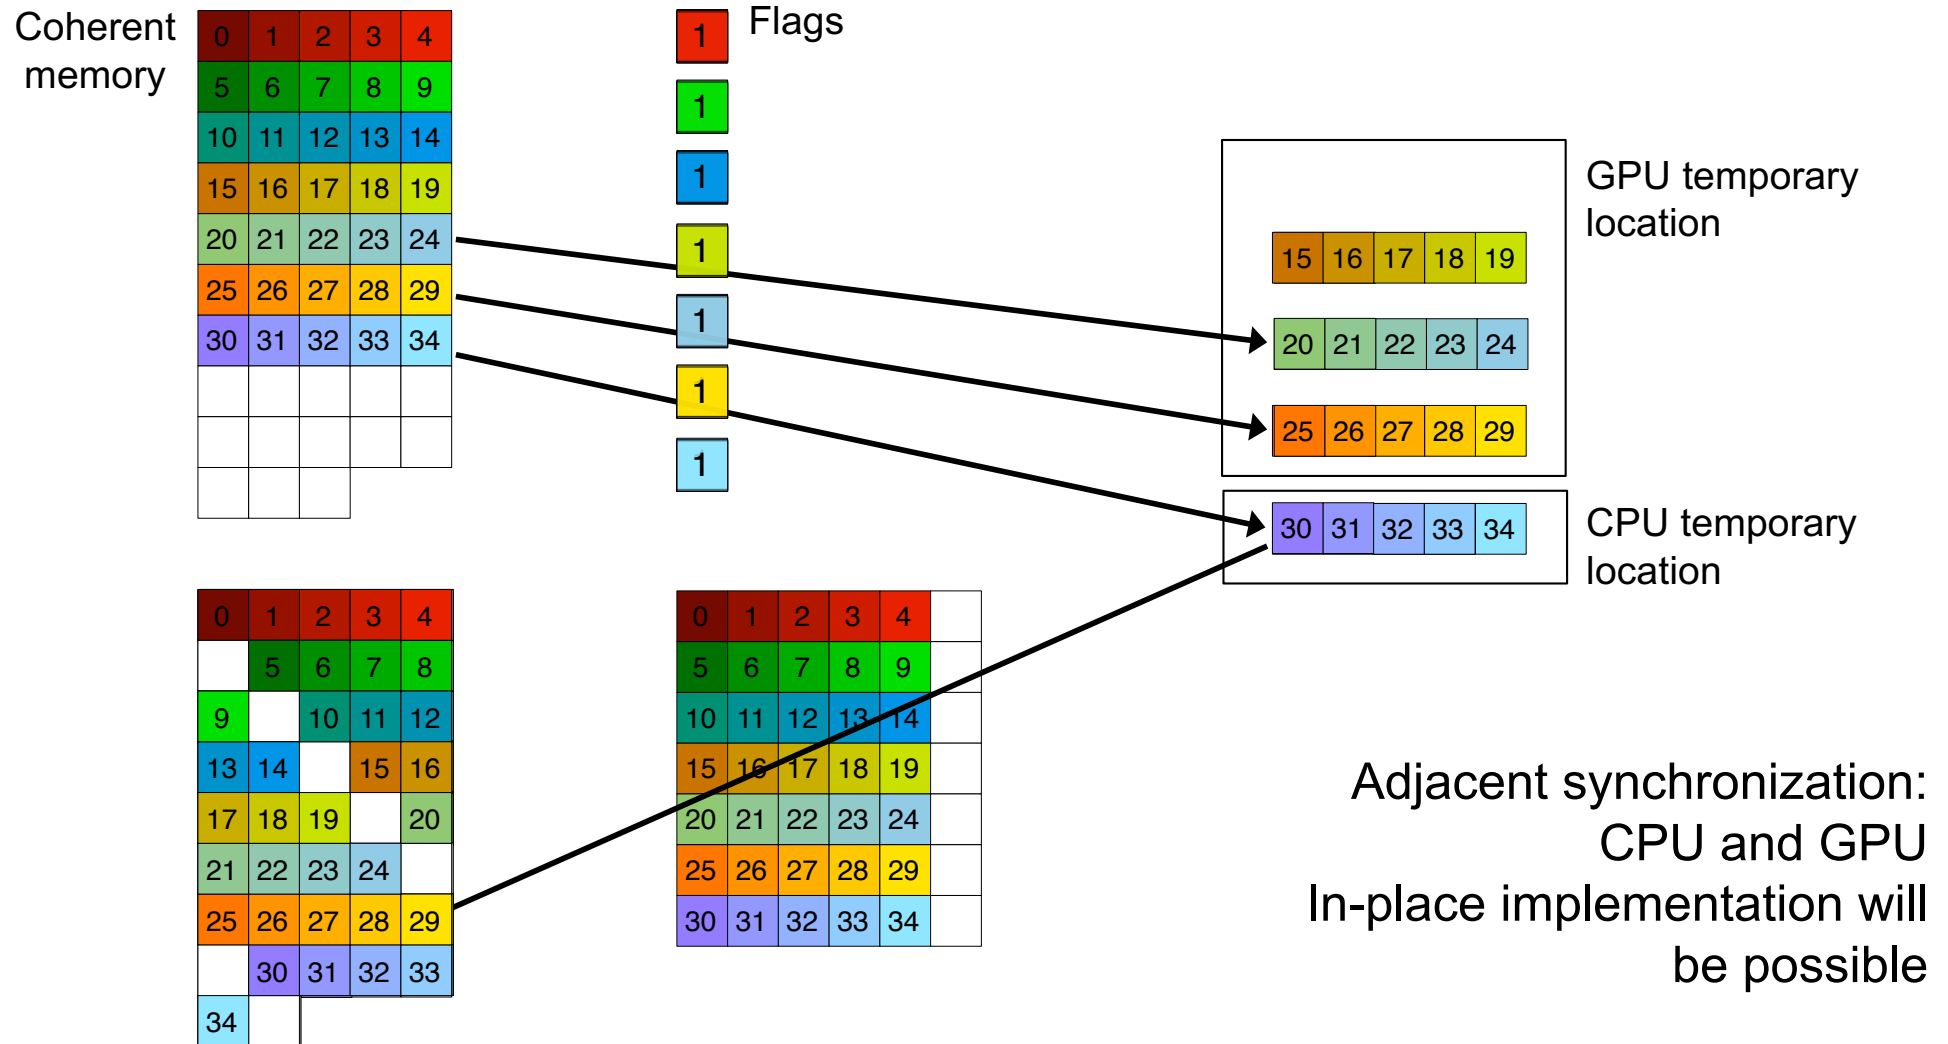 Coherent
memory
0 1 2 3 4
5 6 7 8 9
10 11 12 13 14
15 16 17 18 19
20 21 22 23 24
25 26 27 28 29
30 31 32 33 34
Flags
1
1
1
1
1
1
1
GPU temporary
location
15 16 17 18 19
20 21 22 23 24
25 26 27 28 29
30 31 32 33 34
CPU temporary
location
0 1 2 3 4
5 6 7 8
9 10 11 12
13 14 15 16
17 18 19 20
21 22 23 24
25 26 27 28 29
30 31 32 33
34
0 1 2 3 4
5 6 7 8 9
10 11 12 13 14
15 16 17 18 19
20 21 22 23 24
25 26 27 28 29
30 31 32 33 34
Adjacent synchronization:
CPU and GPU
In-place implementation will
be possible